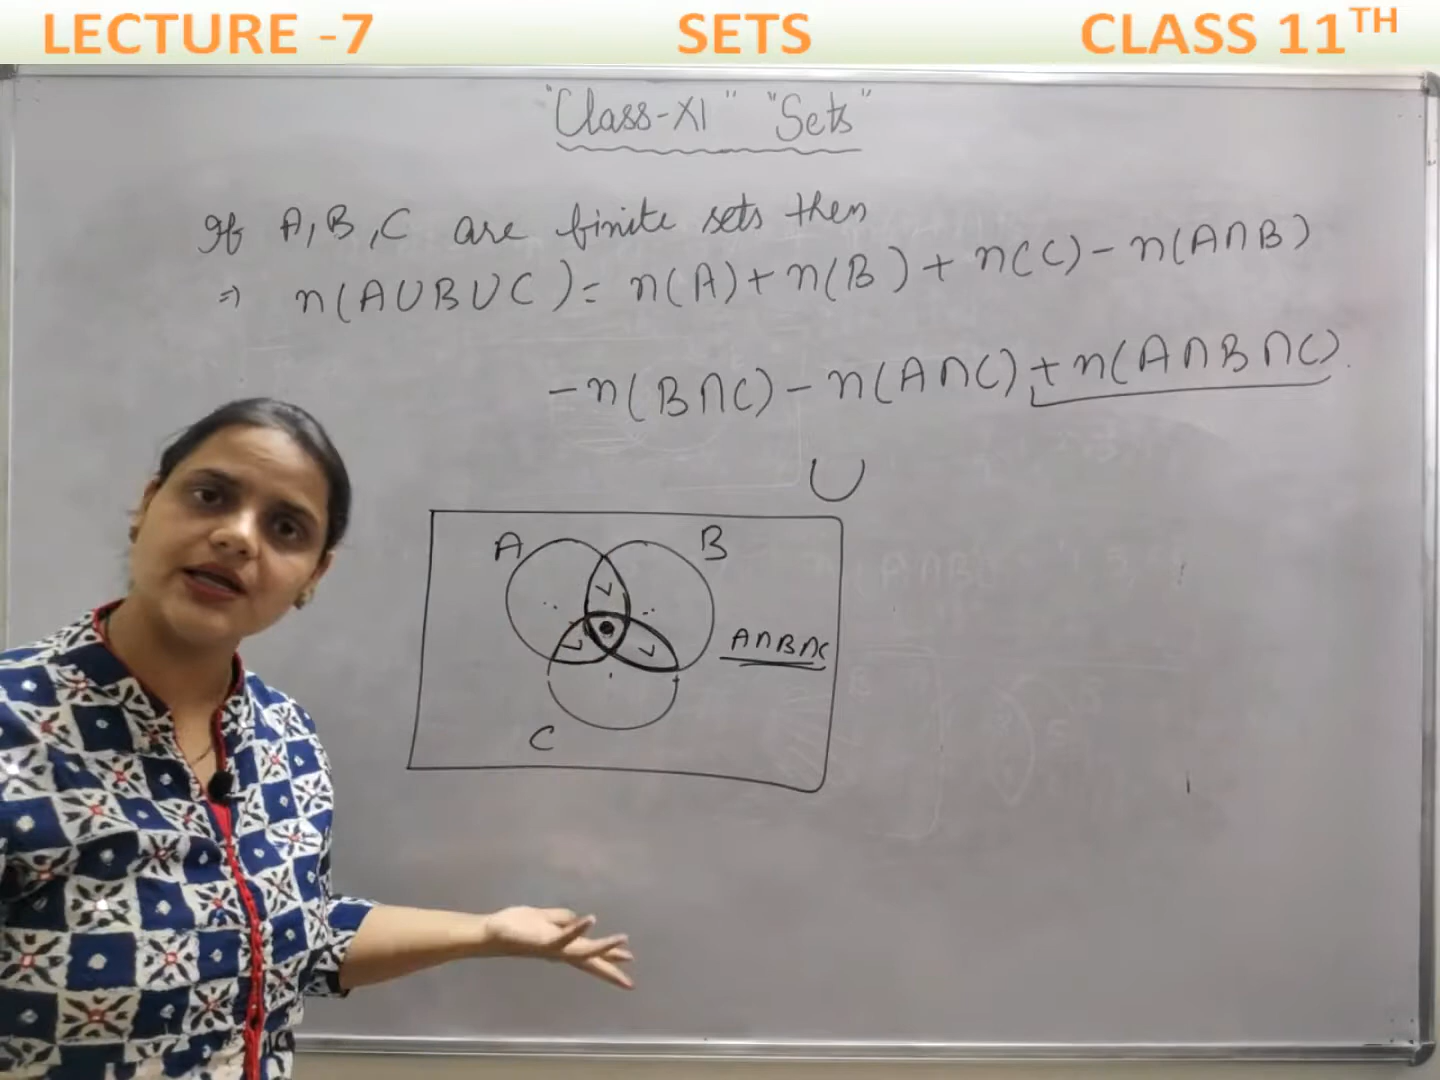 LECTURE -7 SETS CLASS 11TH
"Class-XI" "Sets"
If A, B, C are finite sets then
⇒ n(A∪B∪C) = n(A) + n(B) + n(C) - n(A∩B)
- n(B∩C) - n(A∩C) + n(A∩B∩C).
U
A B
A∩B∩C
C